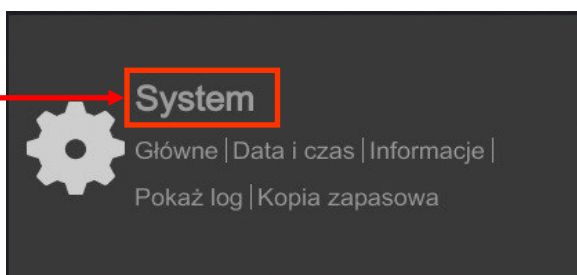 System
Główne | Data i czas | Informacje |
Pokaż log | Kopia zapasowa